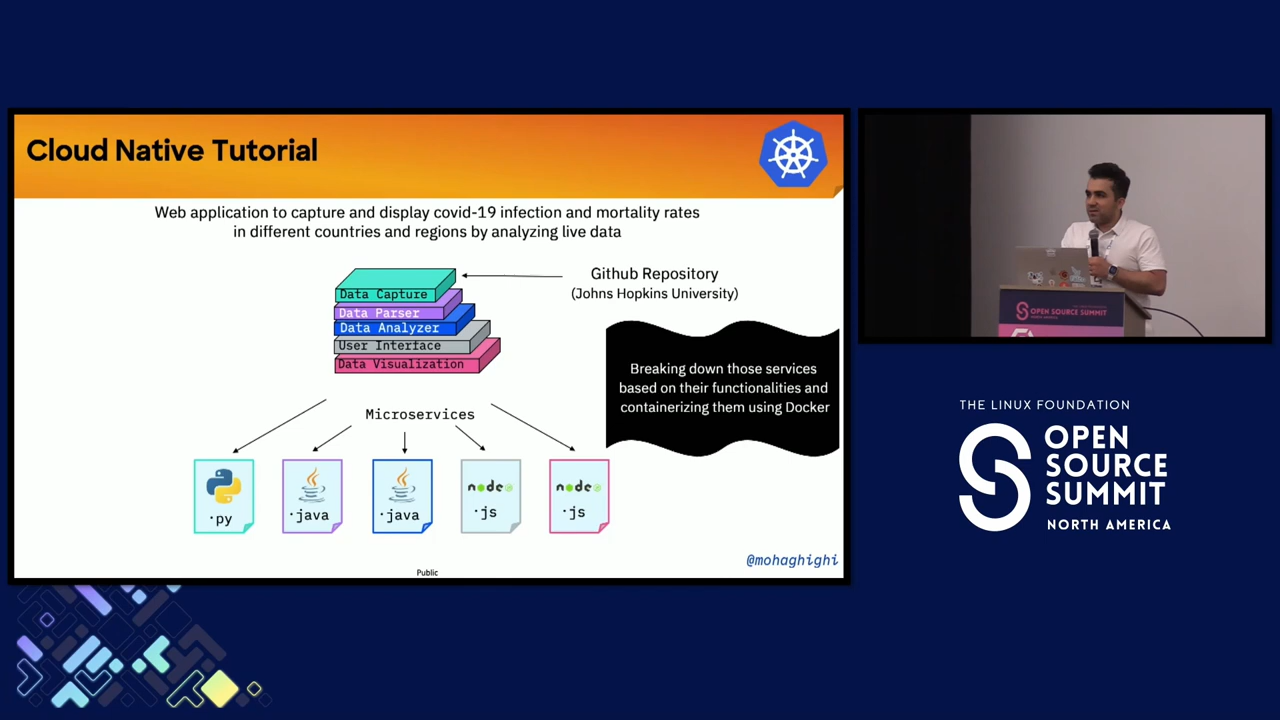 Cloud Native Tutorial
Web application to capture and display covid-19 infection and mortality rates
in different countries and regions by analyzing live data
Data Capture
Data Parser
Data Analyzer
User Interface
Data Visualization
Github Repository
(Johns Hopkins University)
Breaking down those services
based on their functionalities and
containerizing them using Docker
Microservices
.py
.java
.java
node
.js
node
.js
@mohaghighi
Public
OPEN SOURCE SUMMIT
THE LINUX FOUNDATION
OPEN
SOURCE
SUMMIT
NORTH AMERICA